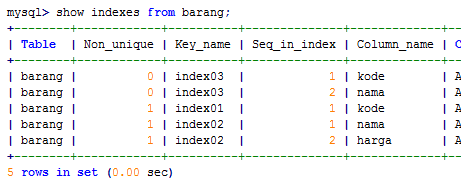 mysql> show indexes from barang;
+--------+------------+----------+--------------+-------------+--
| Table | Non_unique | Key_name | Seq_in_index | Column_name | C
+--------+------------+----------+--------------+-------------+--
| barang | 0 | index03 | 1 | kode | A
| barang | 0 | index03 | 2 | nama | A
| barang | 1 | index01 | 1 | kode | A
| barang | 1 | index02 | 1 | nama | A
| barang | 1 | index02 | 2 | harga | A
+--------+------------+----------+--------------+-------------+--
5 rows in set (0.00 sec)